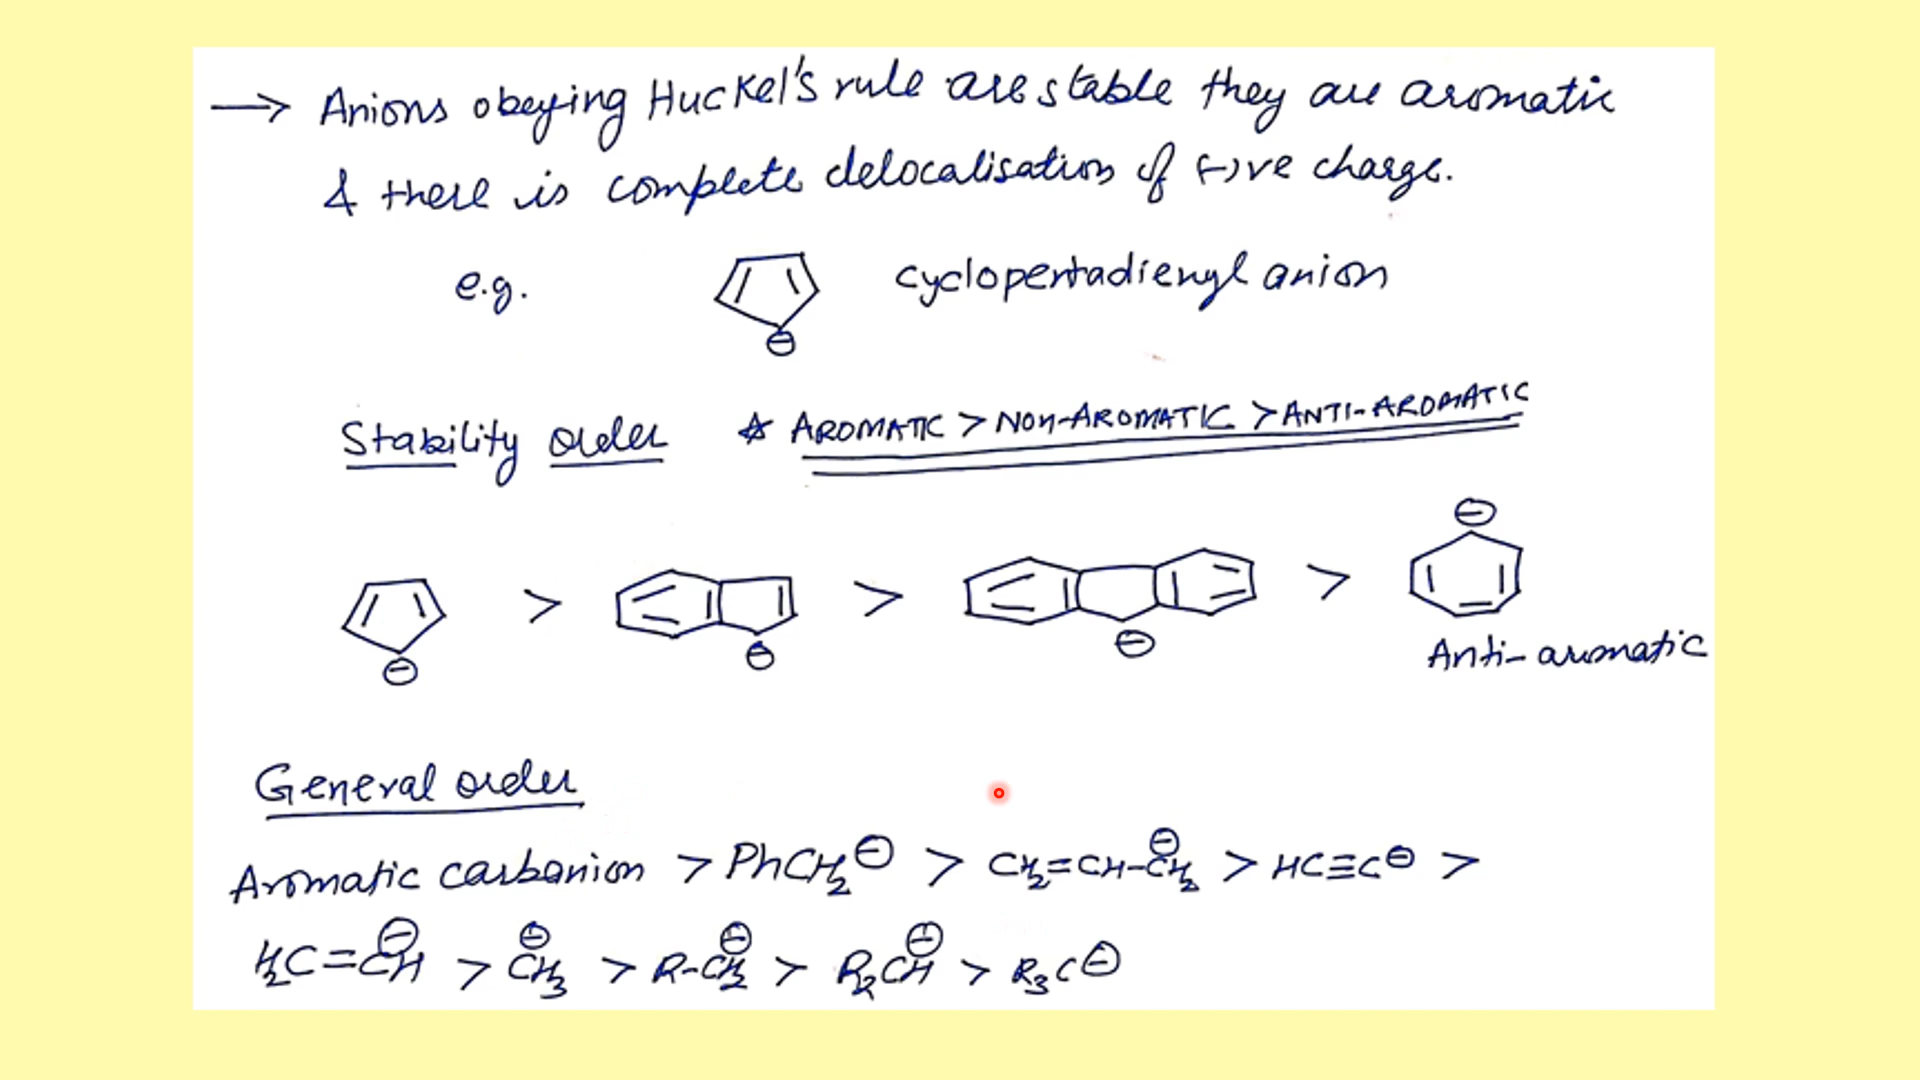 → Anions obeying Huckel's rule are stable they are aromatic
& there is complete delocalisation of (-)ve charge.
e.g. ⊖ cyclopentadienyl anion
Stability order ☆ AROMATIC > NON-AROMATIC > ANTI-AROMATIC
⊖
> > >
⊖ ⊖ ⊖ Anti-aromatic
General order
Aromatic carbanion > PhCH₂⊖ > CH₂=CH-CH₂⊖ > HC≡C⊖ >
H₂C=CH⊖ > CH₃⊖ > R-CH₂⊖ > R₂CH⊖ > R₃C⊖